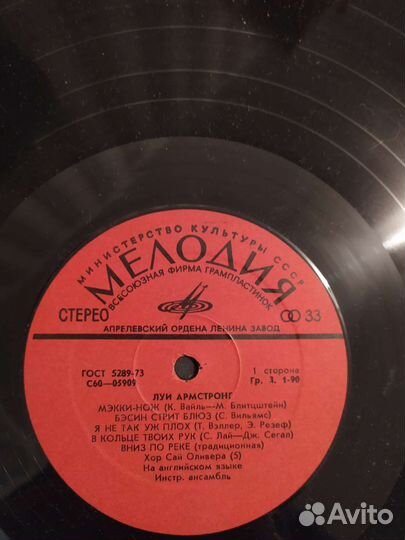 МИНИСТЕРСТВО КУЛЬТУРЫ СССР
МЕЛОДИЯ
ВСЕСОЮЗНАЯ ФИРМА ГРАМПЛАСТИНОК
СТЕРЕО
33
АПРЕЛЕВСКИЙ ОРДЕНА ЛЕНИНА ЗАВОД
ГОСТ 5289-73
С60—05909
1 сторона
Гр. 3. 1-90
ЛУИ АРМСТРОНГ
МЭККИ-НОЖ (К. Вайль—М. Блитцштейн)
БЭСИН СТРИТ БЛЮЗ (С. Вильямс)
Я НЕ ТАК УЖ ПЛОХ (Т. Вэллер, Э. Резеф)
В КОЛЬЦЕ ТВОИХ РУК (С. Лай—Дж. Сегал)
ВНИЗ ПО РЕКЕ (традиционная)
Хор Сай Оливера (5)
На английском языке
Инстр. ансамбль
Avito